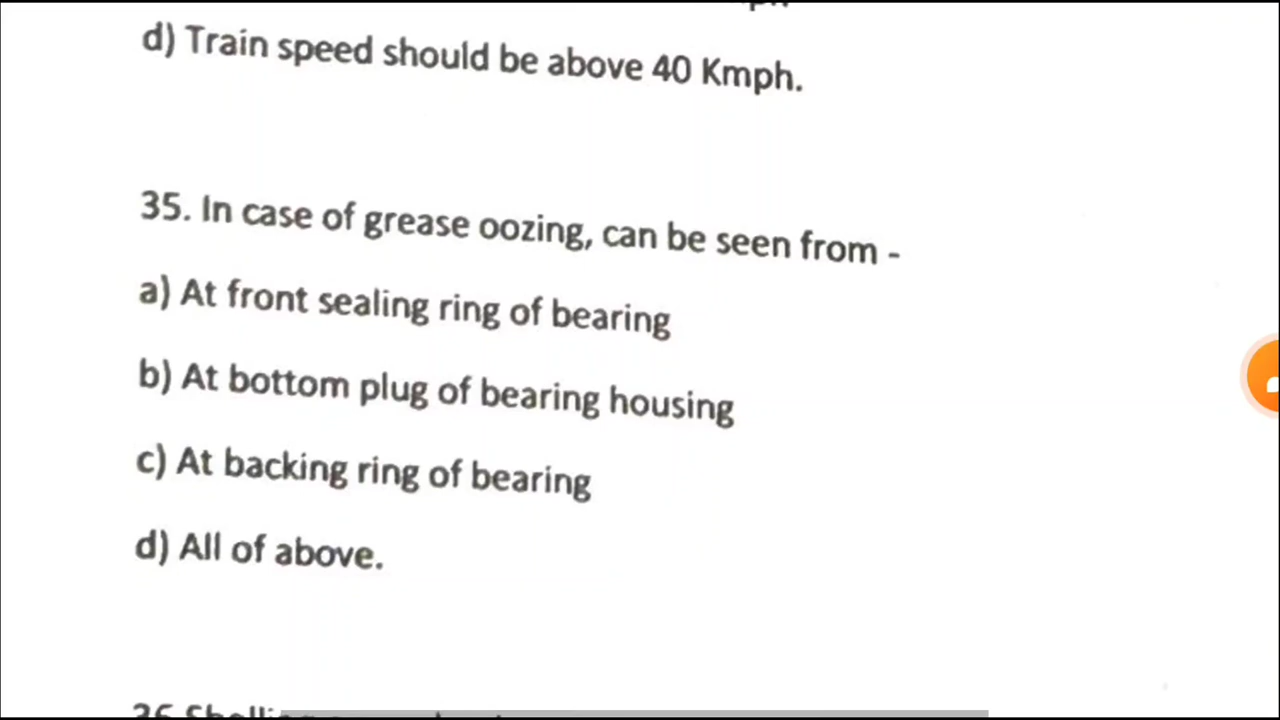 d) Train speed should be above 40 Kmph.
35. In case of grease oozing, can be seen from -
a) At front sealing ring of bearing
b) At bottom plug of bearing housing
c) At backing ring of bearing
d) All of above.